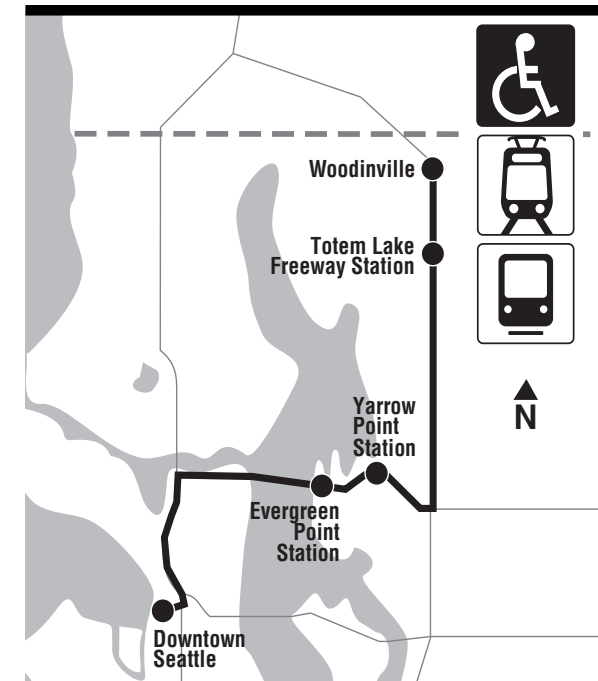 Woodinville
Totem Lake
Freeway Station
N
Yarrow
Point
Station
Evergreen
Point
Station
Downtown
Seattle